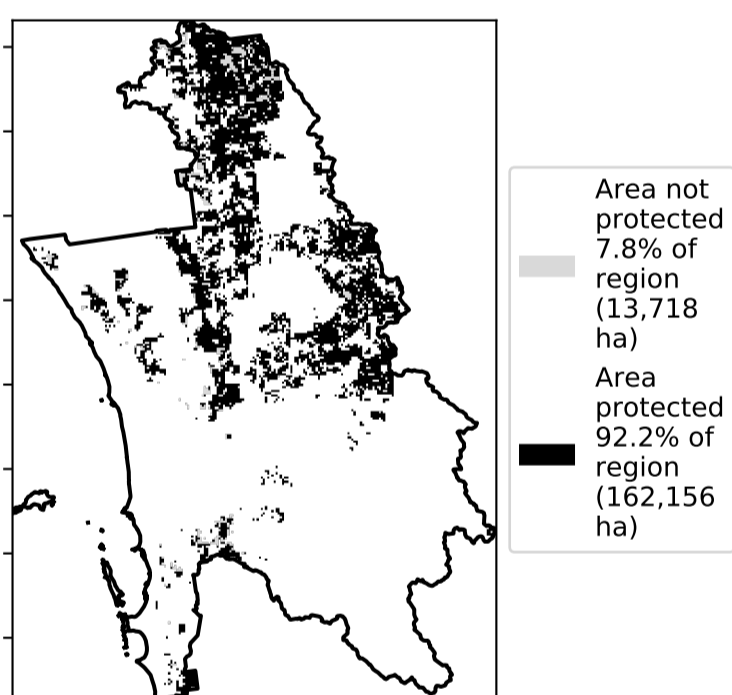 Area not
protected
7.8% of
region
(13,718
ha)
Area
protected
92.2% of
region
(162,156
ha)